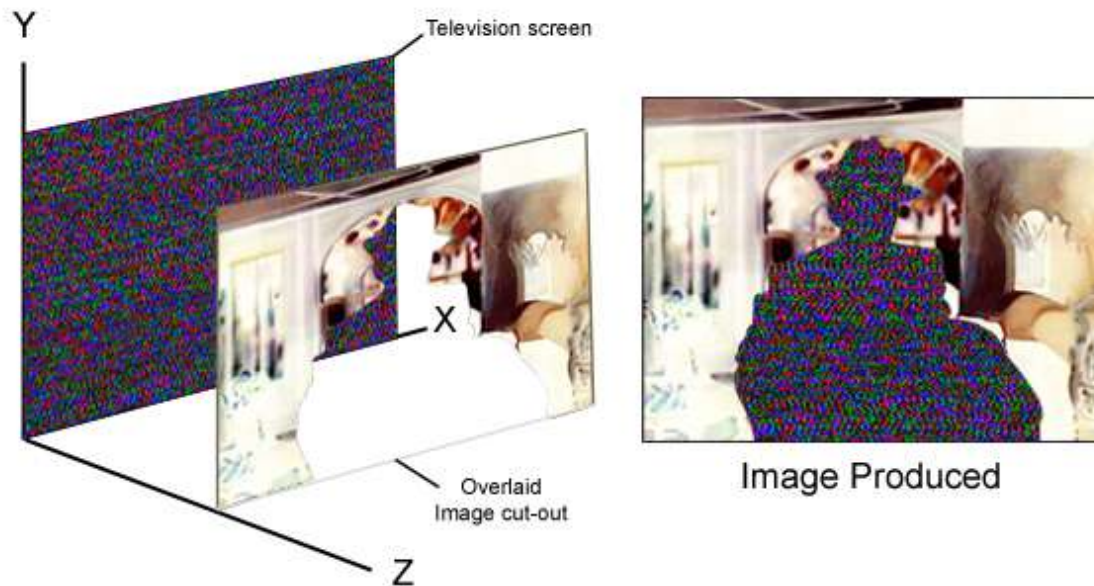 Y
Television screen
X
Overlaid
Image cut-out
Z
Image Produced